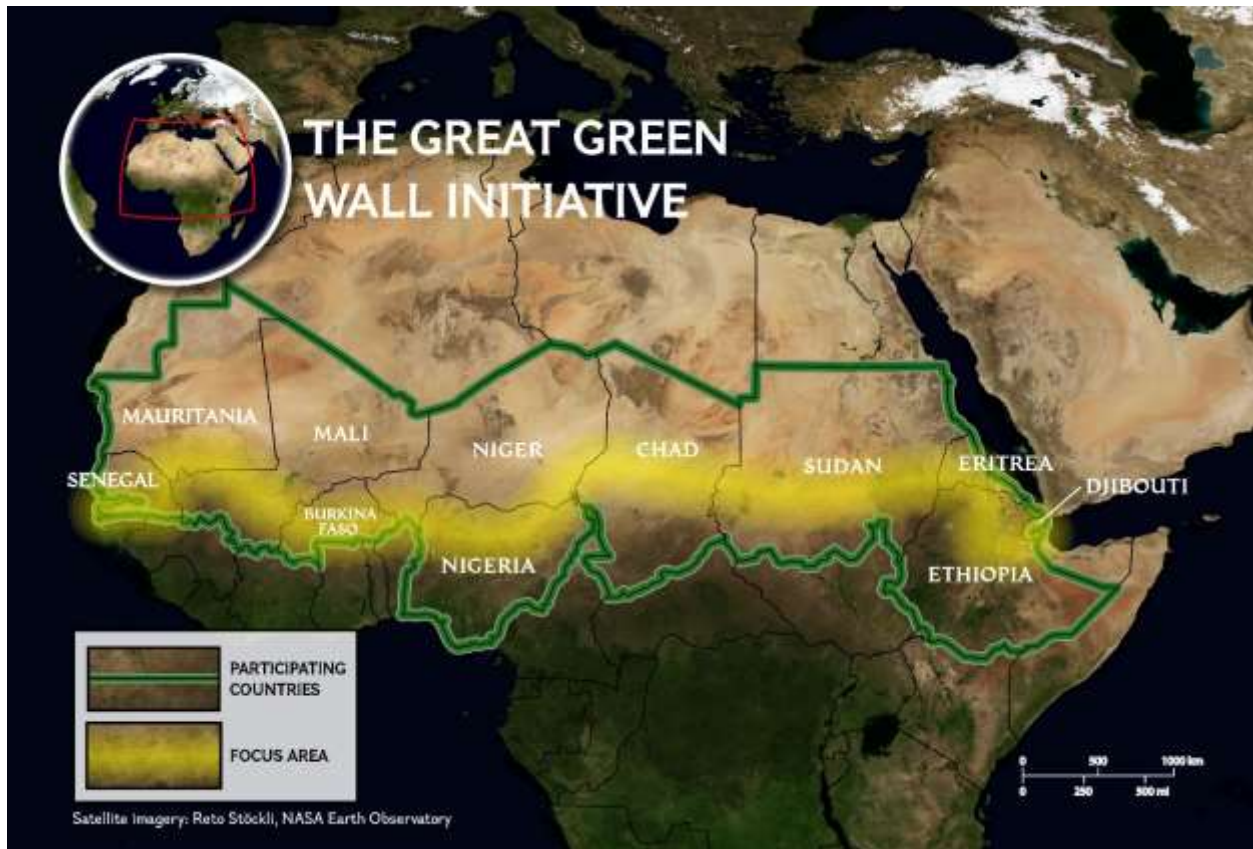 THE GREAT GREEN
WALL INITIATIVE
MAURITANIA
MALI
NIGER
CHAD
SUDAN
ERITREA
DJIBOUTI
SENEGAL
BURKINA
FASO
NIGERIA
ETHIOPIA
PARTICIPATING
COUNTRIES
FOCUS AREA
0 500 1000 km
0 250 500 mi
Satellite imagery: Reto Stöckli, NASA Earth Observatory